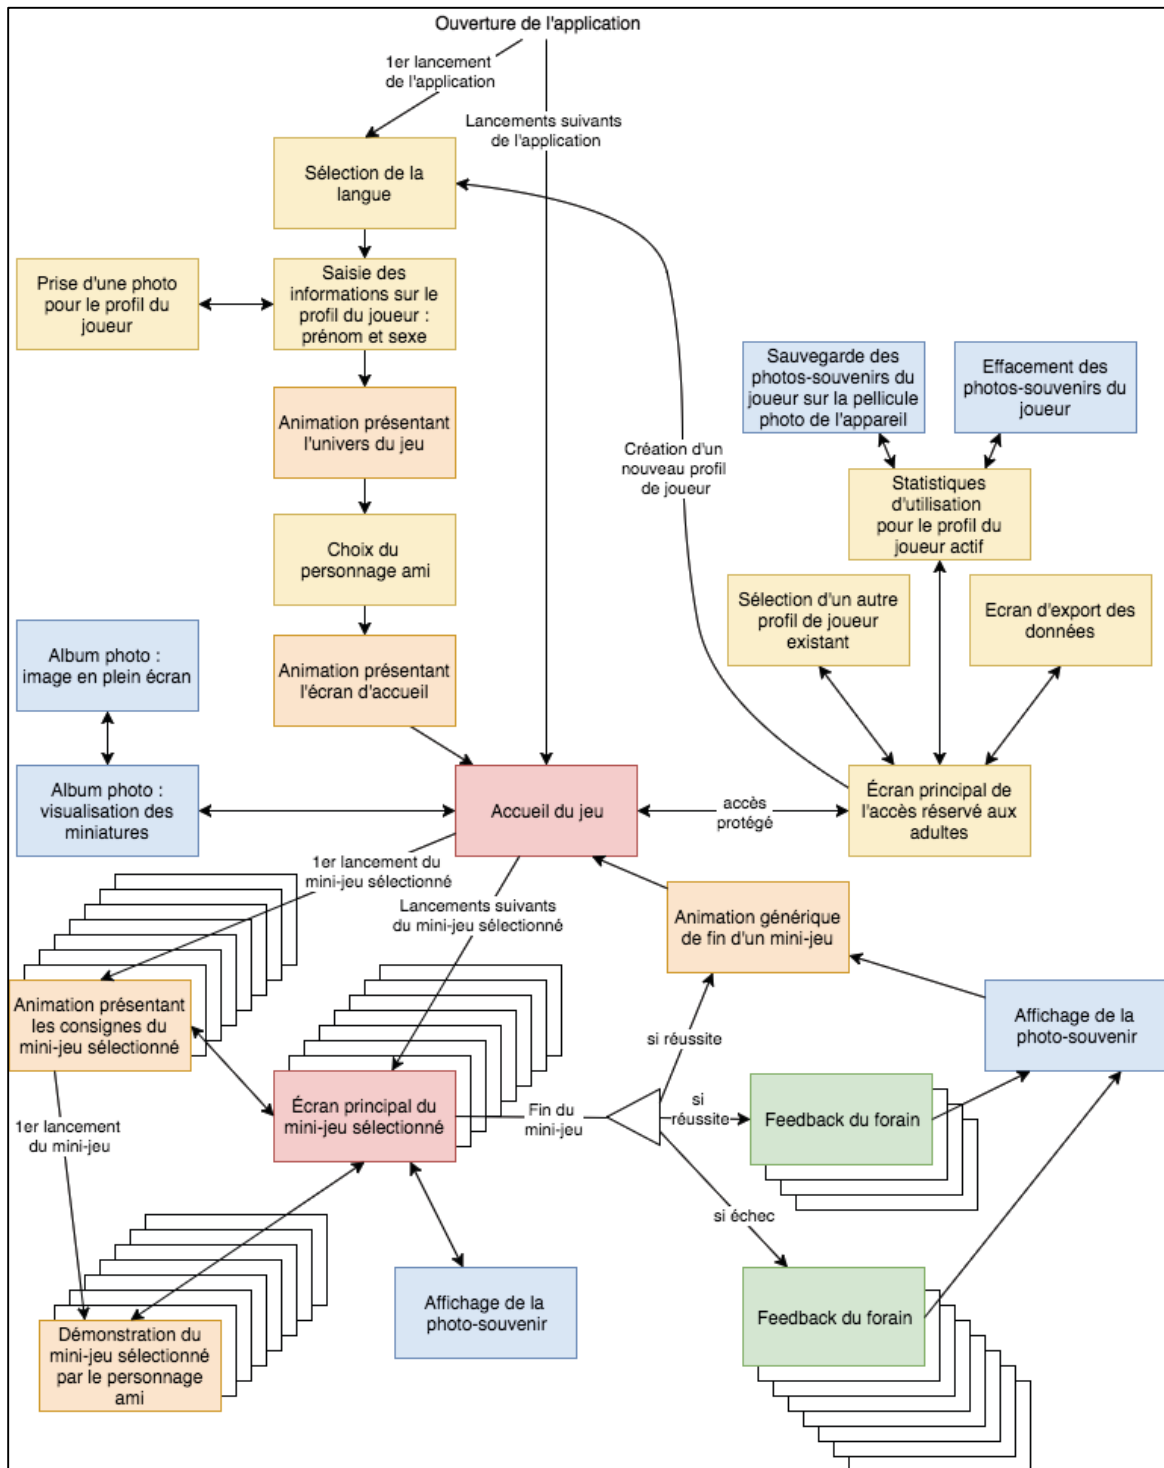 Ouverture de l'application
1er lancement
de l'application
Lancements suivants
de l'application
Sélection de la
langue
Prise d'une photo
pour le profil du
joueur
Saisie des
informations sur le
profil du joueur :
prénom et sexe
Animation présentant
l'univers du jeu
Choix du
personnage ami
Animation présentant
l'écran d'accueil
Création d'un
nouveau profil
de joueur
Sauvegarde des
photos-souvenirs du
joueur sur la pellicule
photo de l'appareil
Effacement des
photos-souvenirs du
joueur
Statistiques
d'utilisation
pour le profil du
joueur actif
Sélection d'un autre
profil de joueur
existant
Ecran d'export des
données
Album photo :
image en plein écran
Album photo :
visualisation des
miniatures
Accueil du jeu
accès
protégé
Écran principal de
l'accès réservé aux
adultes
1er lancement du
mini-jeu sélectionné
Lancements suivants
du mini-jeu sélectionné
Animation générique
de fin d'un mini-jeu
Animation présentant
les consignes du
mini-jeu sélectionné
Affichage de la
photo-souvenir
si réussite
Écran principal du
mini-jeu sélectionné
Fin du
mini-jeu
si
réussite
Feedback du forain
1er lancement
du mini-jeu
si échec
Démonstration du
mini-jeu sélectionné
par le personnage
ami
Affichage de la
photo-souvenir
Feedback du forain